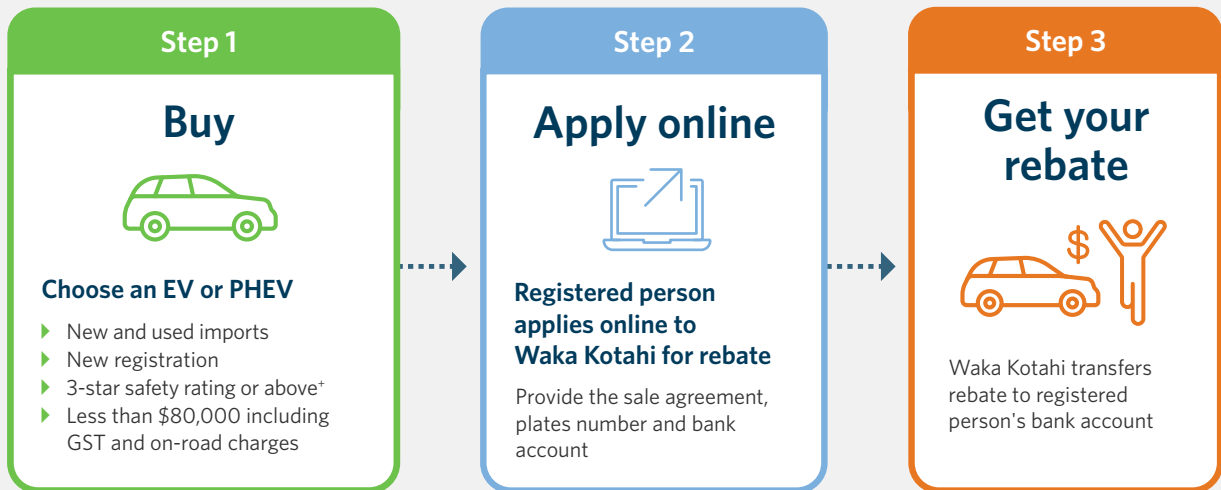 Step 1
Buy
Choose an EV or PHEV
New and used imports
New registration
3-star safety rating or above⁺
Less than $80,000 including
GST and on-road charges
Step 2
Apply online
Registered person
applies online to
Waka Kotahi for rebate
Provide the sale agreement,
plates number and bank
account
Step 3
Get your
rebate
$
Waka Kotahi transfers
rebate to registered
person's bank account